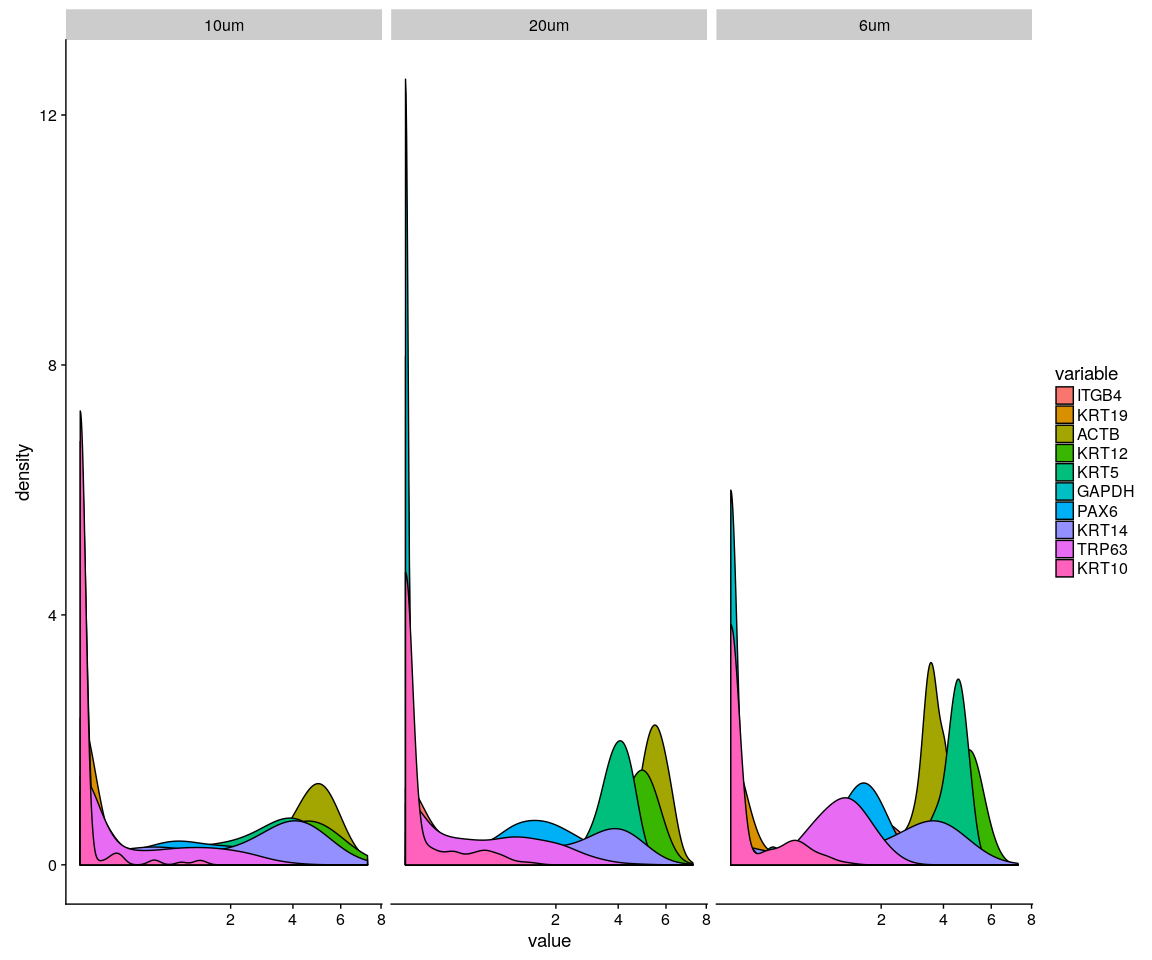 10um 20um 6um
12
8
4
0
density
2 4 6 8 2 4 6 8 2 4 6 8
value
variable
ITGB4
KRT19
ACTB
KRT12
KRT5
GAPDH
PAX6
KRT14
TRP63
KRT10